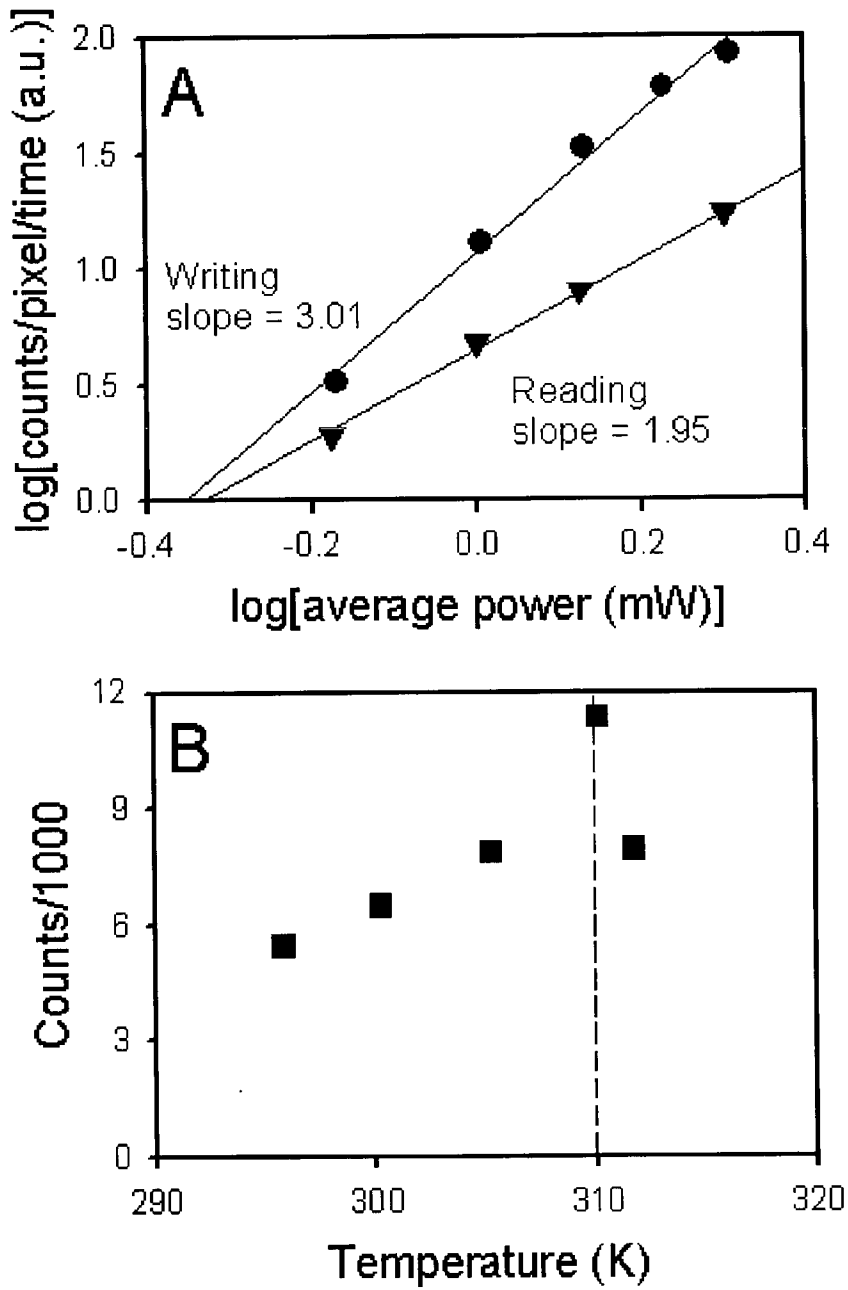 A
log[counts/pixel/time (a.u.)]
2.0
1.5
1.0
0.5
0.0
Writing
slope = 3.01
Reading
slope = 1.95
-0.4 -0.2 0.0 0.2 0.4
log[average power (mW)]
B
Counts/1000
12
9
6
3
0
290 300 310 320
Temperature (K)